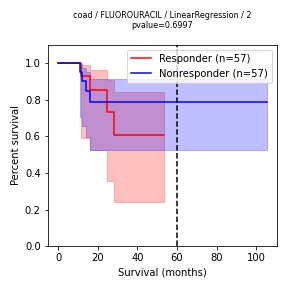 coad / FLUOROURACIL / LinearRegression / 2
pvalue=0.6997
Responder (n=57)
Nonresponder (n=57)
Percent survival
1.0
0.8
0.6
0.4
0.2
0.0
0 20 40 60 80 100
Survival (months)